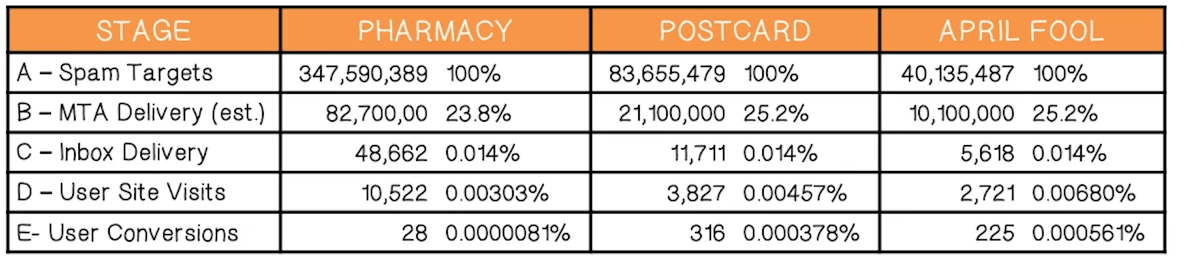 STAGE PHARMACY POSTCARD APRIL FOOL
A – Spam Targets 347,590,389 100% 83,655,479 100% 40,135,487 100%
B – MTA Delivery (est.) 82,700,00 23.8% 21,100,000 25.2% 10,100,000 25.2%
C – Inbox Delivery 48,662 0.014% 11,711 0.014% 5,618 0.014%
D – User Site Visits 10,522 0.00303% 3,827 0.00457% 2,721 0.00680%
E- User Conversions 28 0.0000081% 316 0.000378% 225 0.000561%